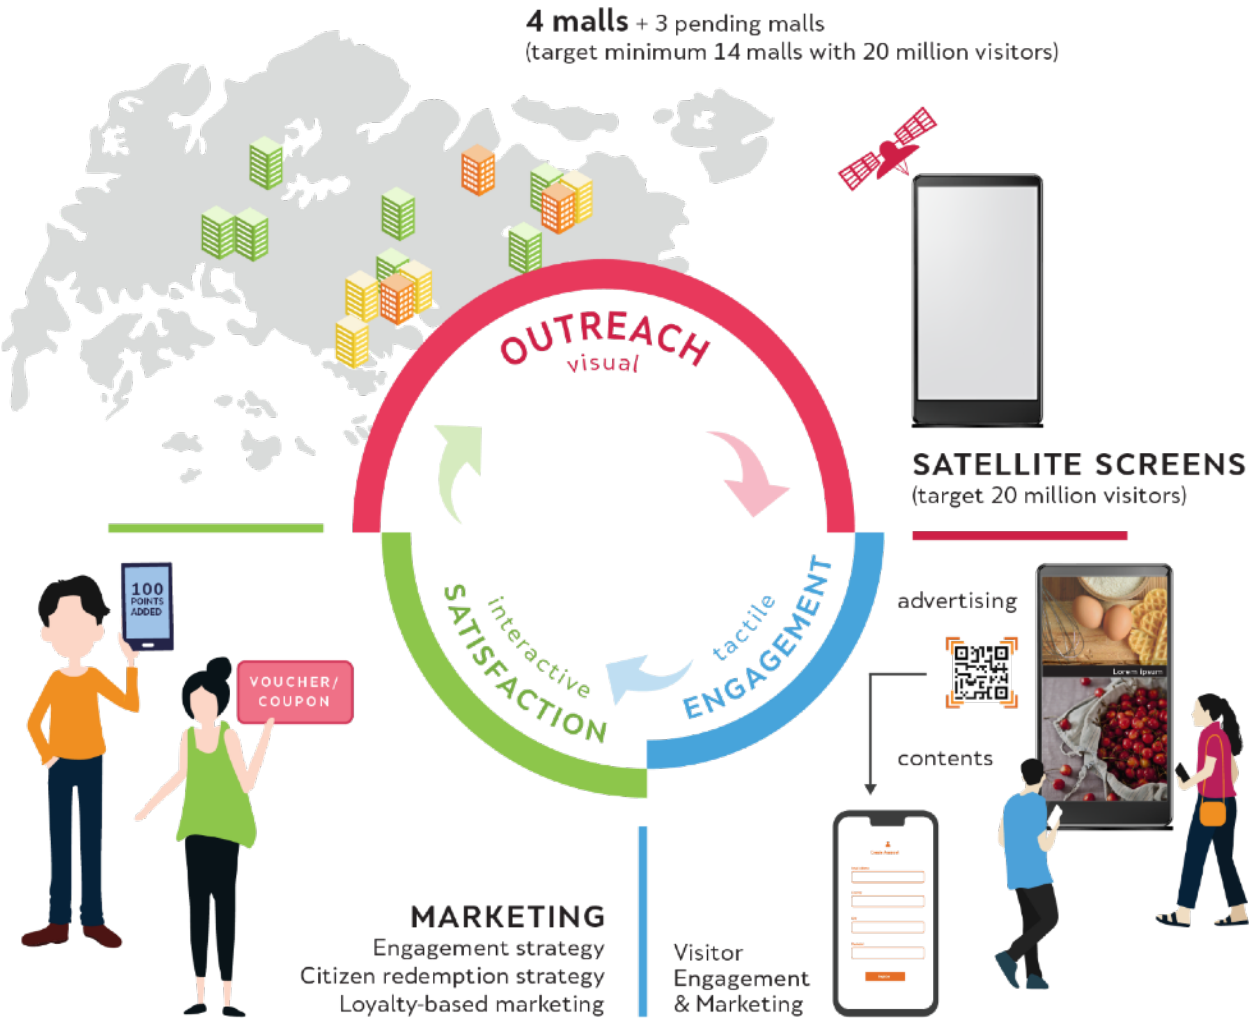 4 malls + 3 pending malls
(target minimum 14 malls with 20 million visitors)
OUTREACH
visual
SATELLITE SCREENS
(target 20 million visitors)
100
POINTS
ADDED
VOUCHER/
COUPON
interactive
SATISFACTION
tactile
ENGAGEMENT
advertising
Lorem Ipsum
contents
MARKETING
Engagement strategy
Citizen redemption strategy
Loyalty-based marketing
Visitor
Engagement
& Marketing